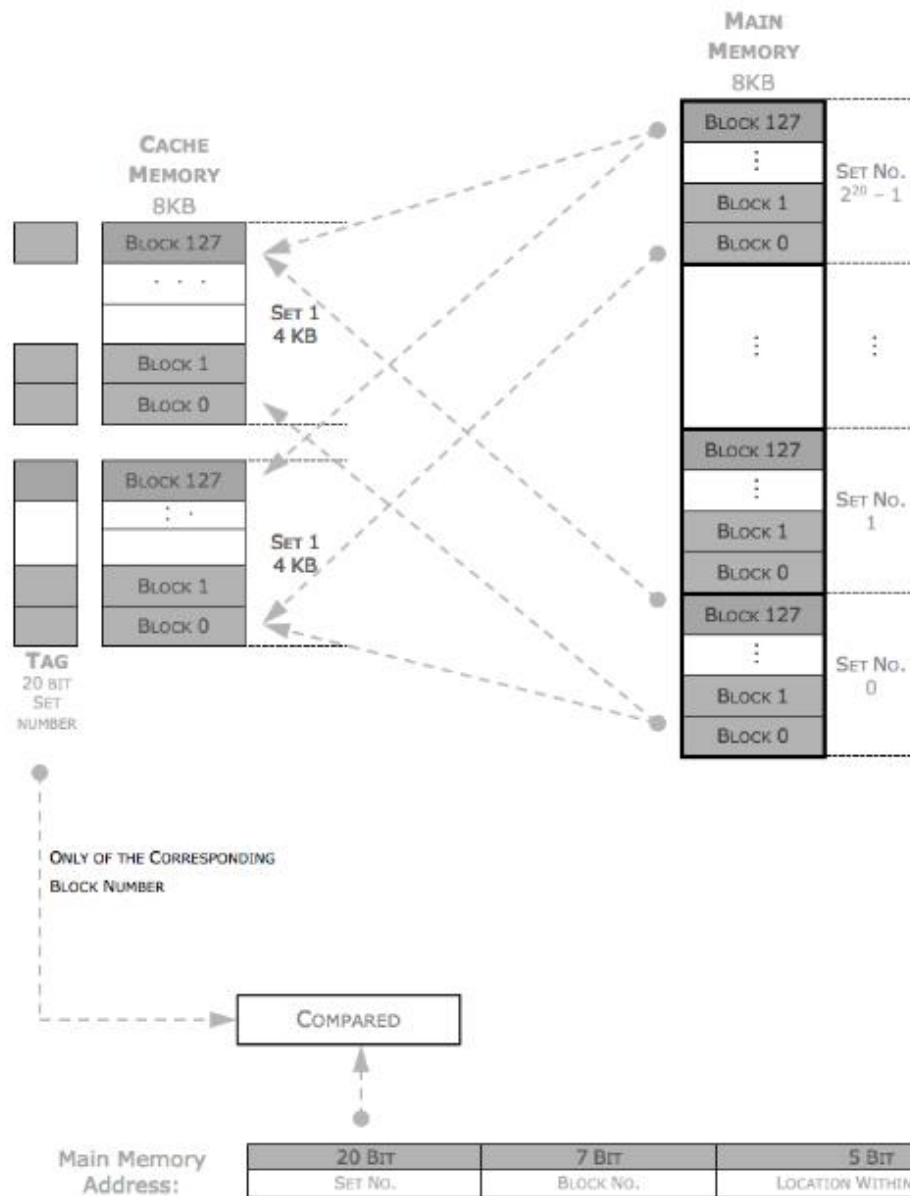 MAIN
MEMORY
8KB
BLOCK 127
⋮
BLOCK 1
BLOCK 0
SET NO.
2²⁰ – 1
⋮
⋮
BLOCK 127
⋮
BLOCK 1
BLOCK 0
SET NO.
1
BLOCK 127
⋮
BLOCK 1
BLOCK 0
SET NO.
0
CACHE
MEMORY
8KB
BLOCK 127
. . .
BLOCK 1
BLOCK 0
SET 1
4 KB
BLOCK 127
BLOCK 1
BLOCK 0
SET 1
4 KB
TAG
20 BIT
SET
NUMBER
ONLY OF THE CORRESPONDING
BLOCK NUMBER
COMPARED
Main Memory
Address:
20 BIT 7 BIT 5 BIT
SET NO. BLOCK NO. LOCATION WITHIN